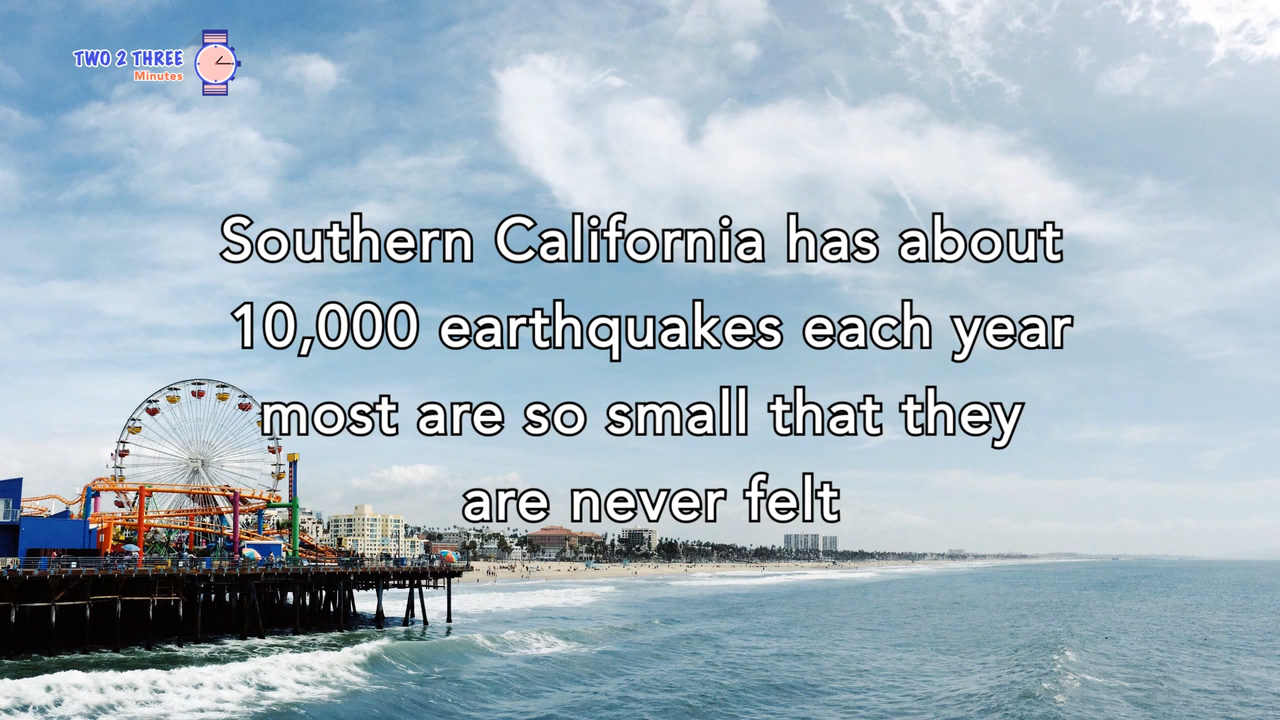 TWO 2 THREE
Minutes
Southern California has about
10,000 earthquakes each year
most are so small that they
are never felt